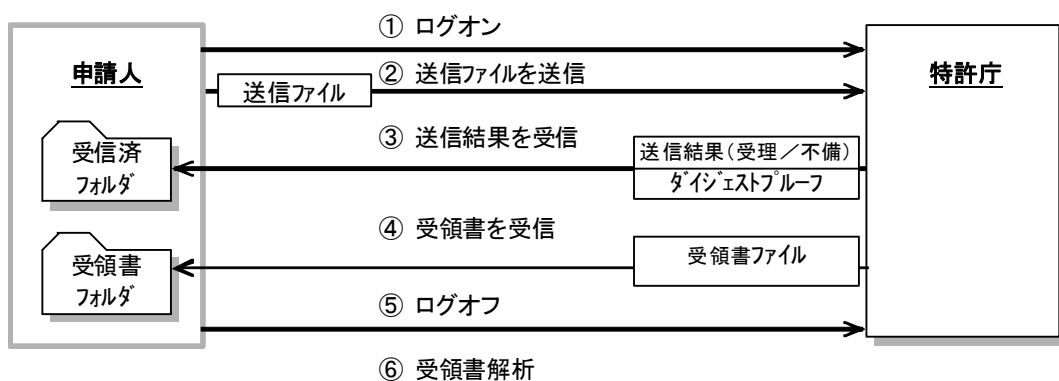 ① ログオン
申請人
特許庁
② 送信ファイルを送信
送信ファイル
③ 送信結果を受信
受信済
フォルダ
送信結果(受理/不備)
ダイジェストプルーフ
④ 受領書を受信
受領書
フォルダ
受領書ファイル
⑤ ログオフ
⑥ 受領書解析